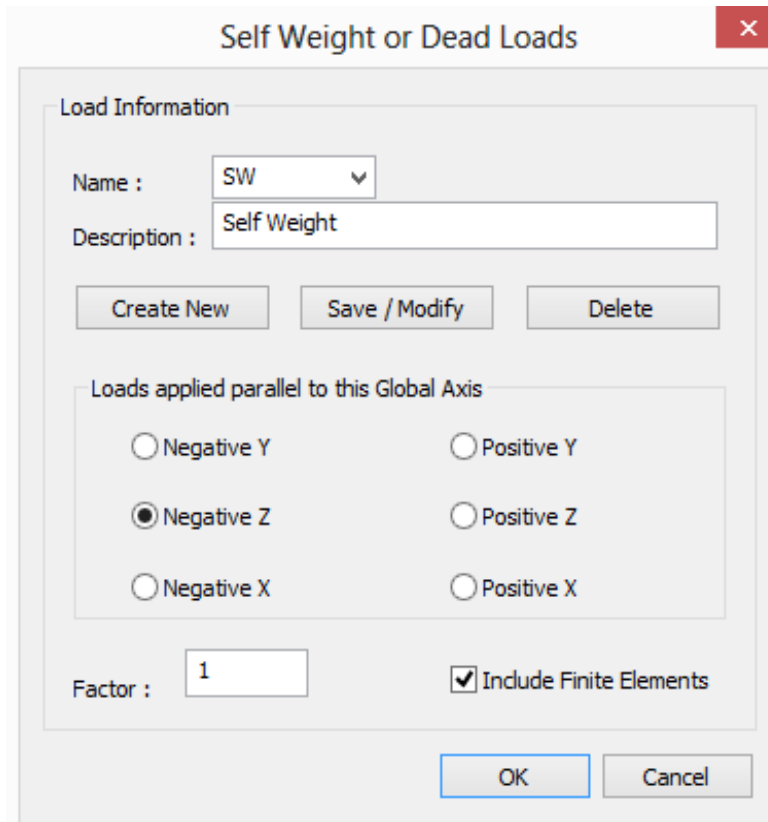 Self Weight or Dead Loads
Load Information
Name : SW
Description : Self Weight
Create New Save / Modify Delete
Loads applied parallel to this Global Axis
Negative Y Positive Y
Negative Z Positive Z
Negative X Positive X
Factor : 1 Include Finite Elements
OK Cancel